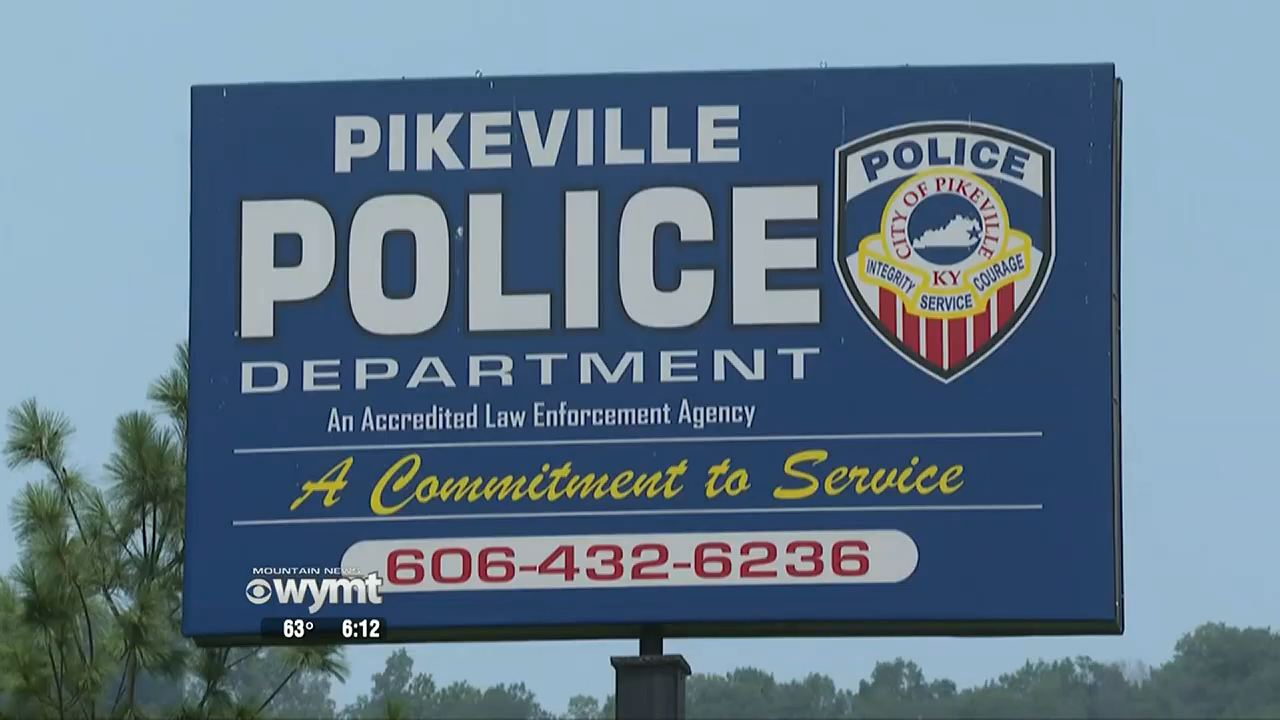 PIKEVILLE
POLICE
DEPARTMENT
An Accredited Law Enforcement Agency
A Commitment to Service
606-432-6236
POLICE
CITY OF PIKEVILLE
KY
INTEGRITY
SERVICE
COURAGE
MOUNTAIN NEWS
wymt
63° 6:12